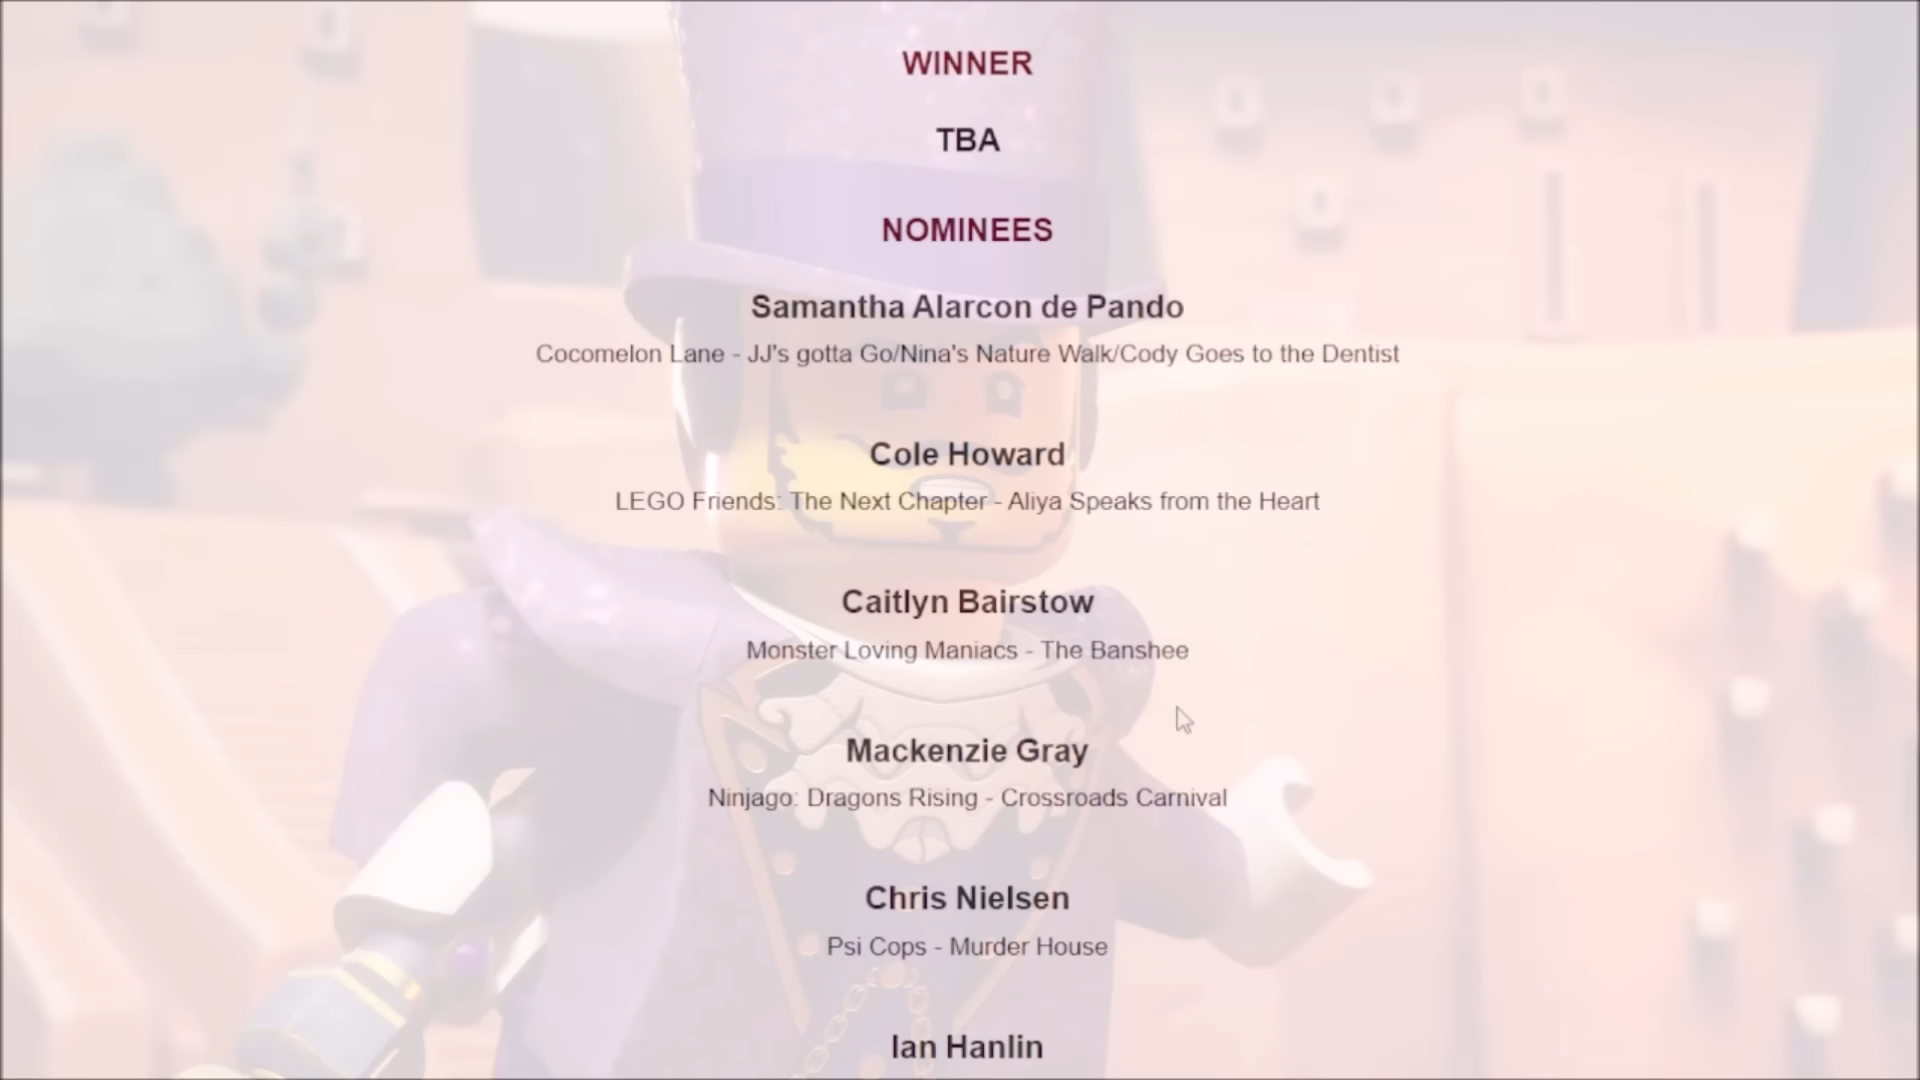 WINNER
TBA
NOMINEES
Samantha Alarcon de Pando
Cocomelon Lane - JJ's gotta Go/Nina's Nature Walk/Cody Goes to the Dentist
Cole Howard
LEGO Friends: The Next Chapter - Aliya Speaks from the Heart
Caitlyn Bairstow
Monster Loving Maniacs - The Banshee
Mackenzie Gray
Ninjago: Dragons Rising - Crossroads Carnival
Chris Nielsen
Psi Cops - Murder House
Ian Hanlin